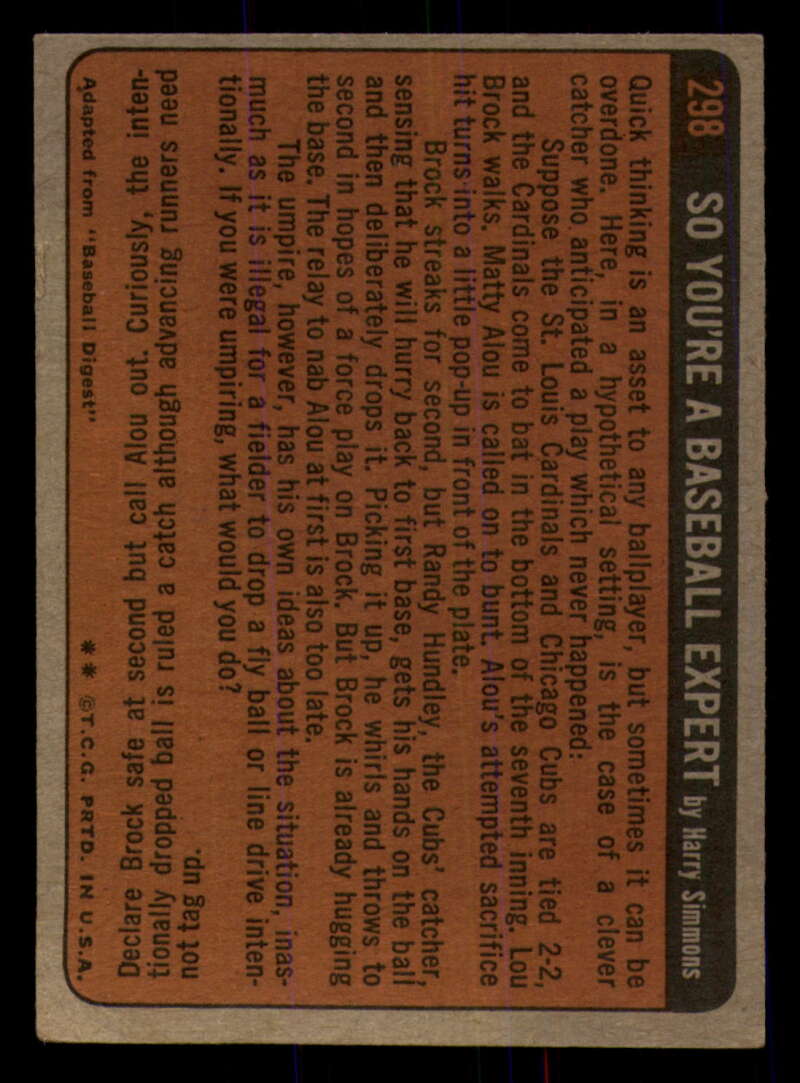 298 SO YOU'RE A BASEBALL EXPERT by Harry Simmons
Quick thinking is an asset to any ballplayer, but sometimes it can be
overdone. Here, in a hypothetical setting, is the case of a clever
catcher who anticipated a play which never happened:
Suppose the St. Louis Cardinals and Chicago Cubs are tied 2-2,
and the Cardinals come to bat in the bottom of the seventh inning. Lou
Brock walks. Matty Alou is called on to bunt. Alou's attempted sacrifice
hit turns into a little pop-up in front of the plate.
Brock streaks for second, but Randy Hundley, the Cubs' catcher,
sensing that he will hurry back to first base, gets his hands on the ball
and then deliberately drops it. Picking it up, he whirls and throws to
second in hopes of a force play on Brock. But Brock is already hugging
the base. The relay to nab Alou at first is also too late.
The umpire, however, has his own ideas about the situation, inas-
much as it is illegal for a fielder to drop a fly ball or line drive inten-
tionally. If you were umpiring, what would you do?
Declare Brock safe at second but call Alou out. Curiously, the inten-
tionally dropped ball is ruled a catch although advancing runners need
not tag up.
Adapted from "Baseball Digest" ** ©T.C.G. PRTD. IN U.S.A.